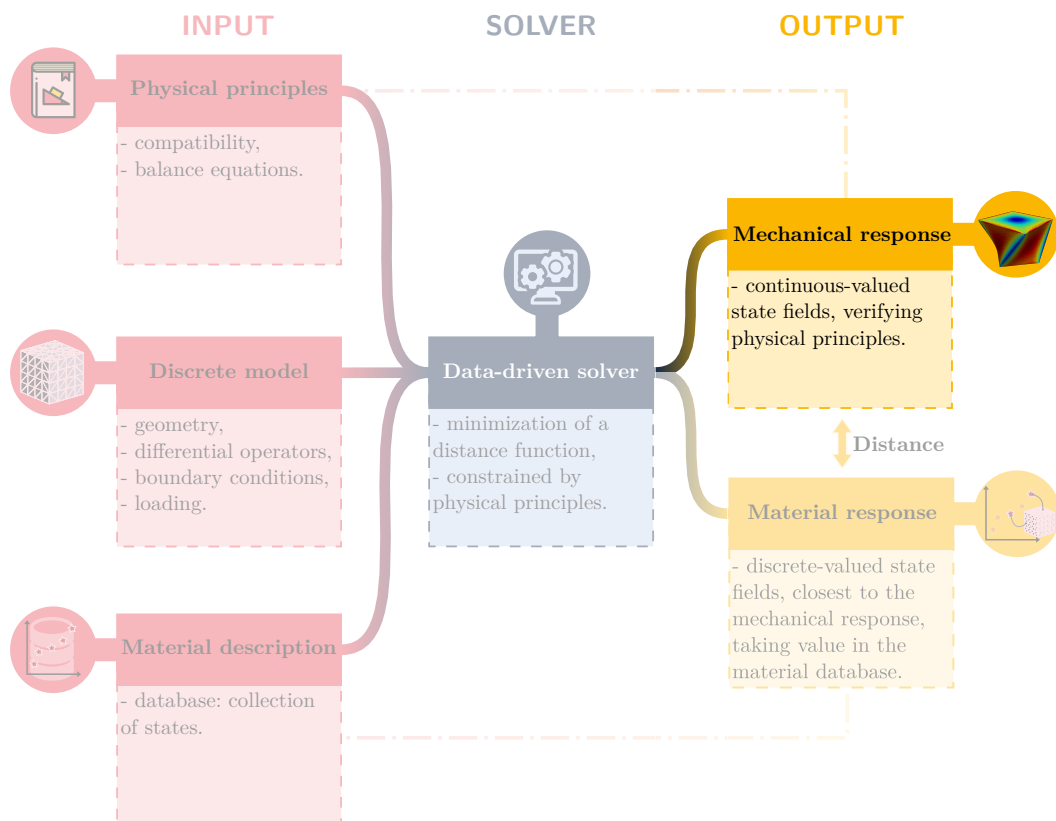 INPUT
SOLVER
OUTPUT
Physical principles
- compatibility,
- balance equations.
Discrete model
- geometry,
- differential operators,
- boundary conditions,
- loading.
Material description
- database: collection
of states.
Data-driven solver
- minimization of a
distance function,
- constrained by
physical principles.
Mechanical response
- continuous-valued
state fields, verifying
physical principles.
Distance
Material response
- discrete-valued state
fields, closest to the
mechanical response,
taking value in the
material database.